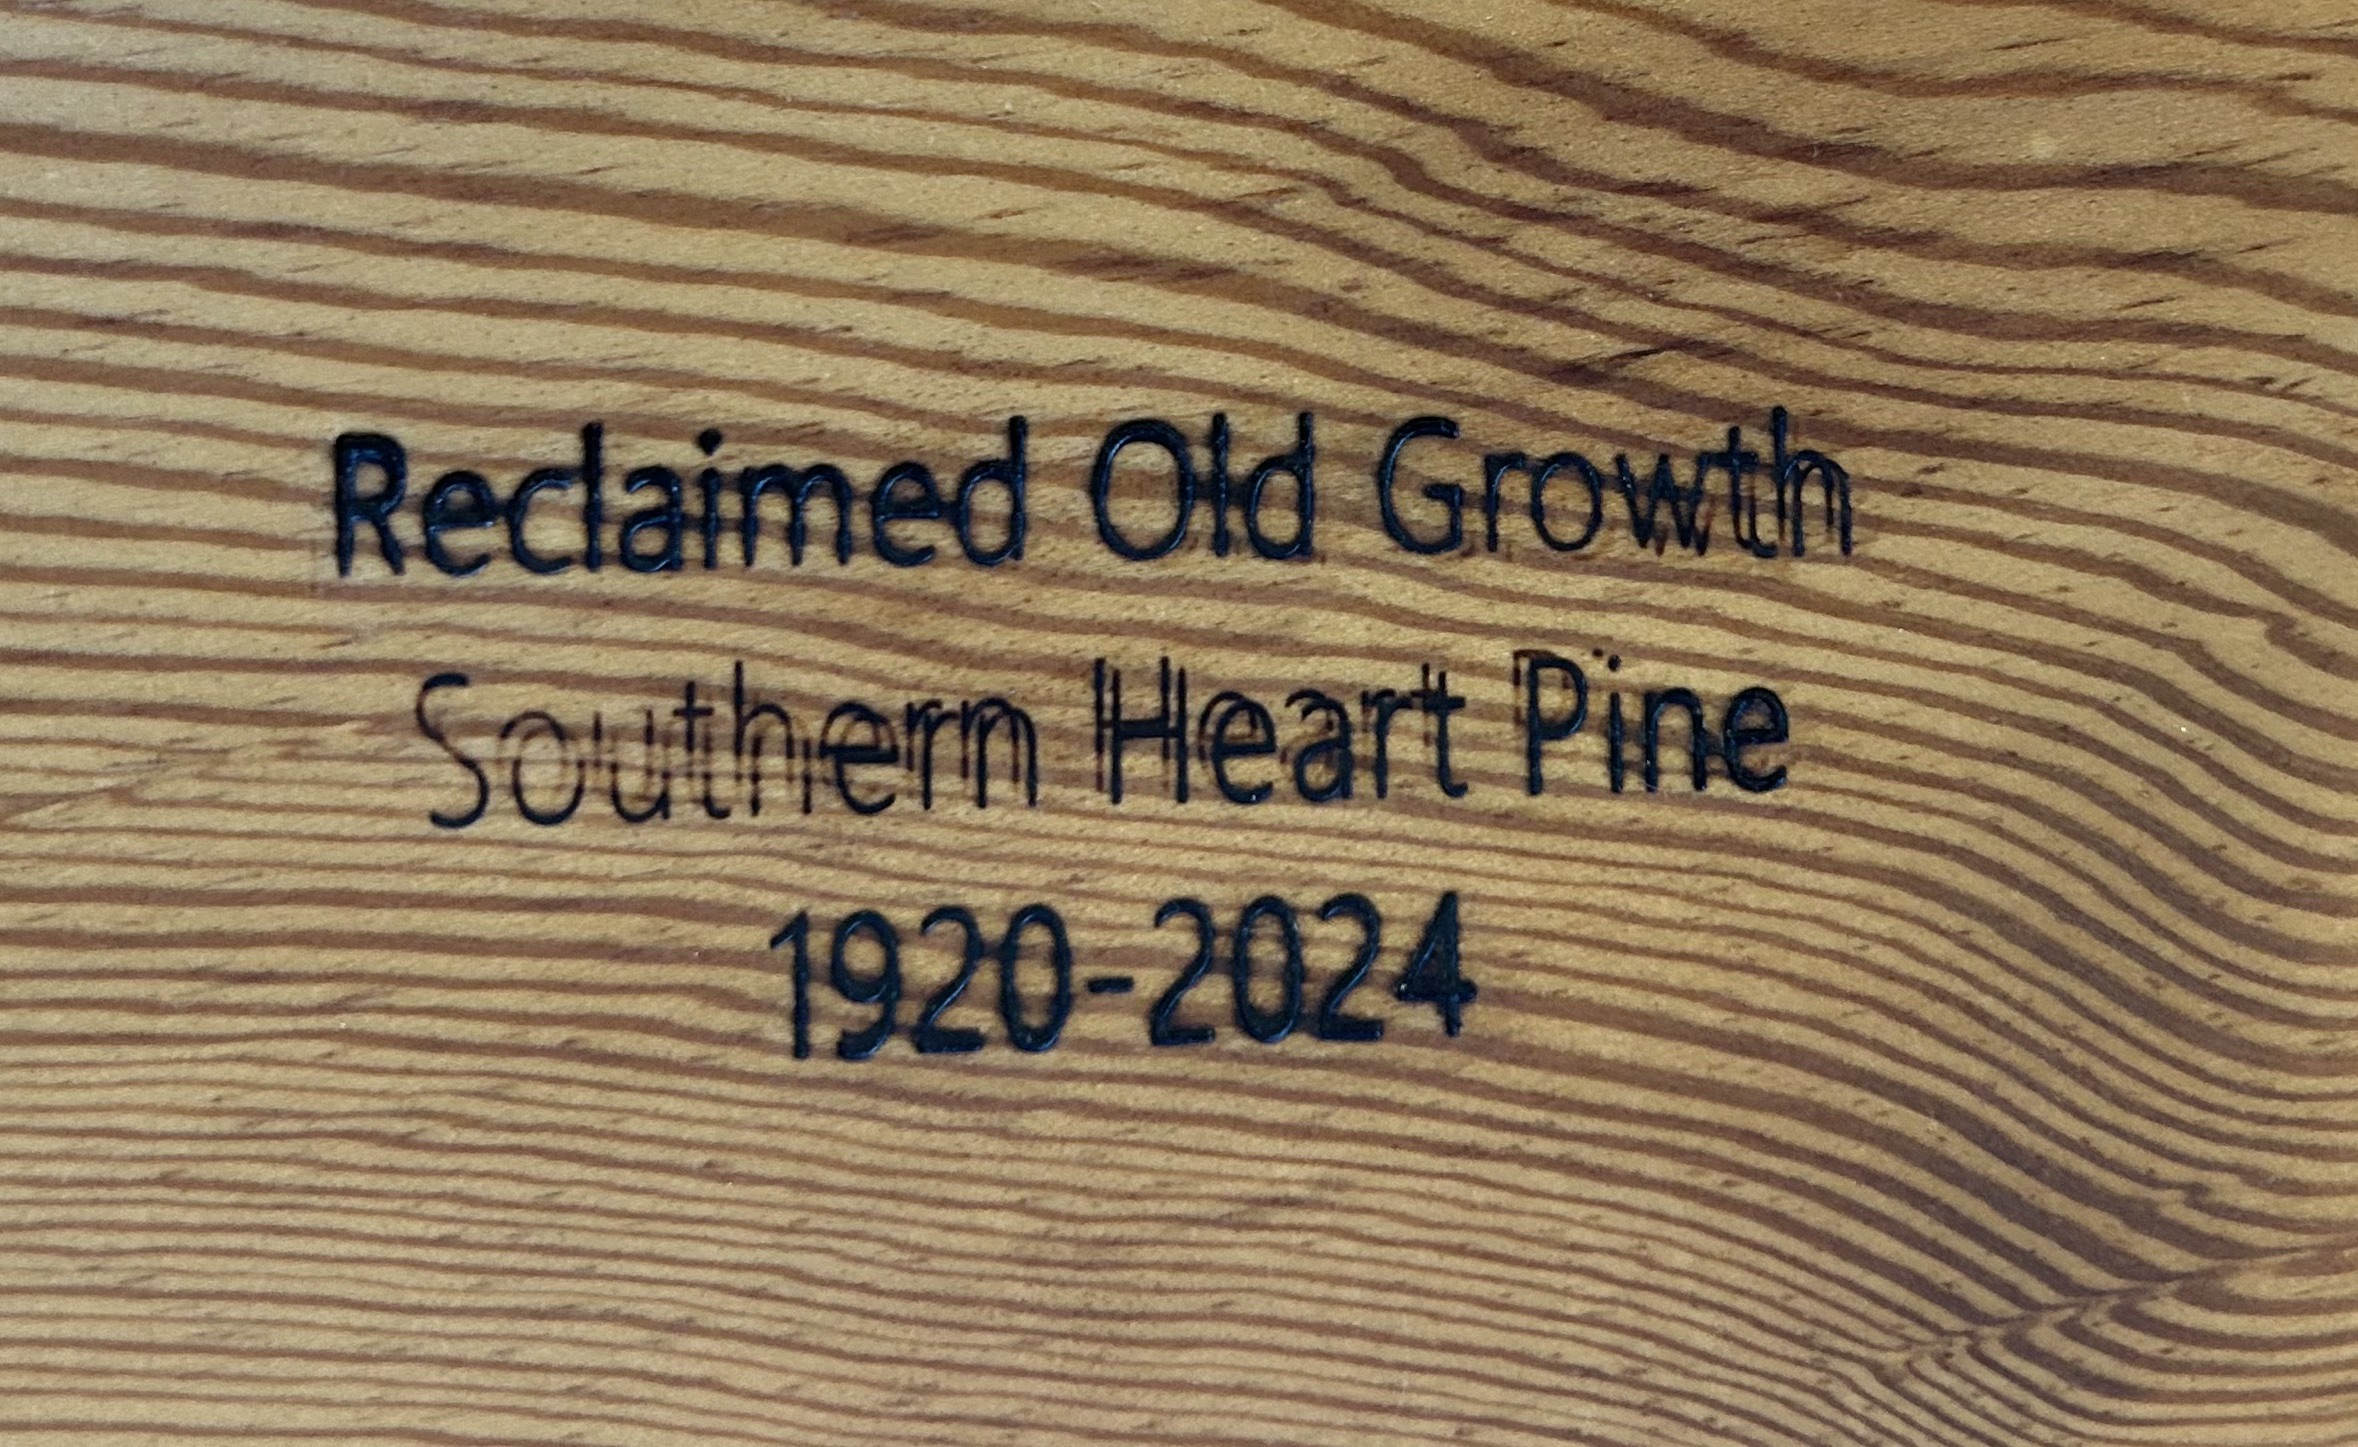 Reclaimed Old Growth
Southern Heart Pine
1920-2024